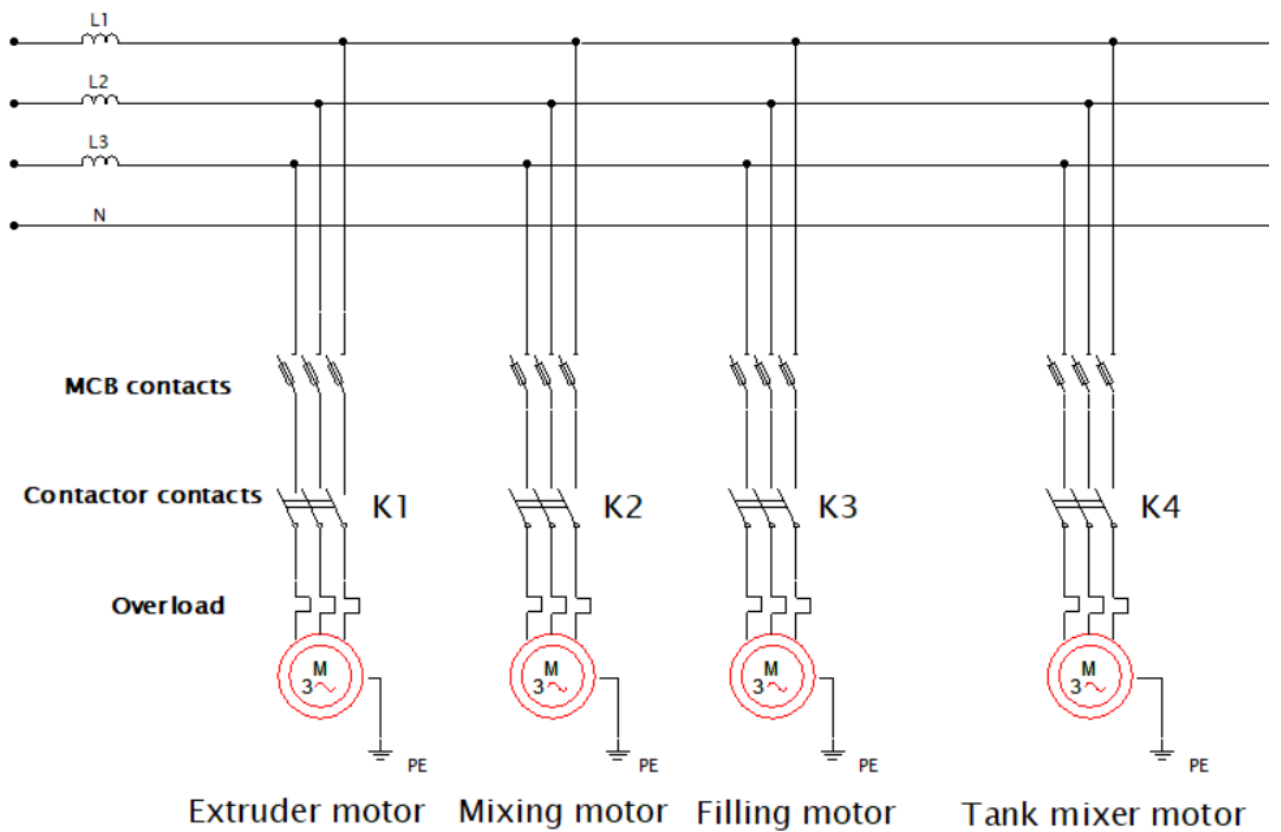 L1
L2
L3
N
MCB contacts
Contactor contacts
K1
K2
K3
K4
Overload
M
3
M
3
M
3
M
3
PE
PE
PE
PE
Extruder motor
Mixing motor
Filling motor
Tank mixer motor